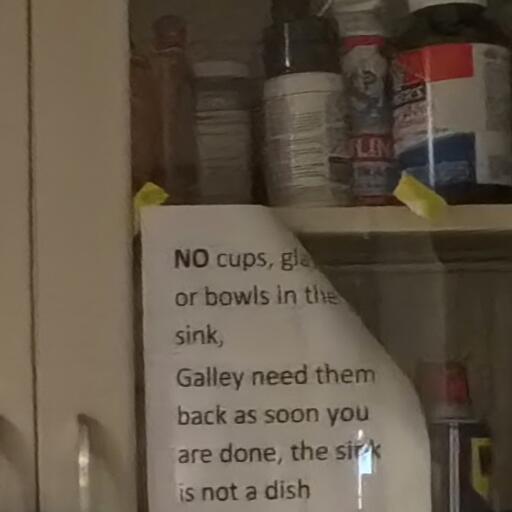 NO cups,
or bowls in the
sink,
Galley need them
back as soon you
are done, the sink
is not a dish